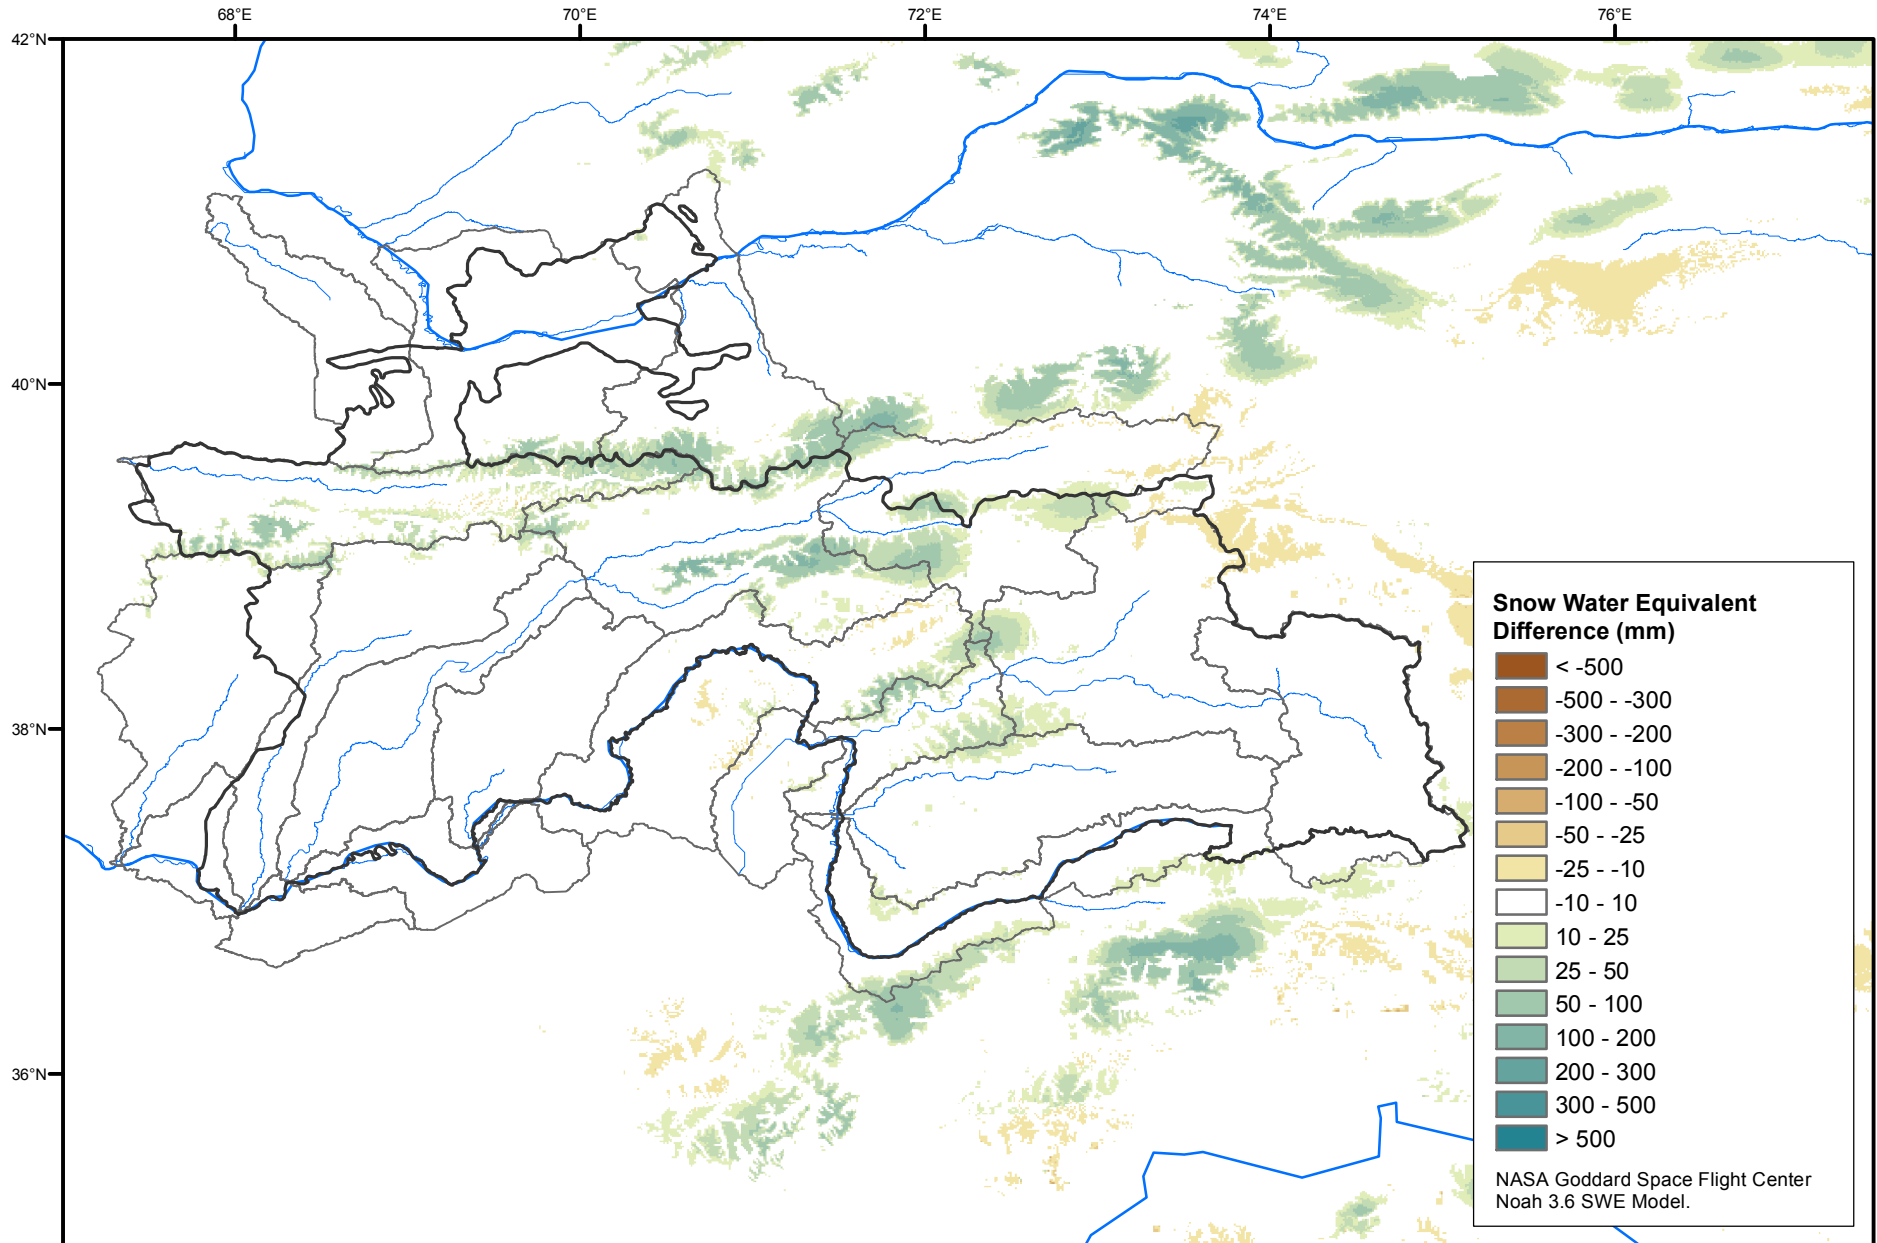 68°E 70°E 72°E 74°E 76°E
42°N
40°N
38°N
36°N
Snow Water Equivalent
Difference (mm)
< -500
-500 - -300
-300 - -200
-200 - -100
-100 - -50
-50 - -25
-25 - -10
-10 - 10
10 - 25
25 - 50
50 - 100
100 - 200
200 - 300
300 - 500
> 500
NASA Goddard Space Flight Center
Noah 3.6 SWE Model.